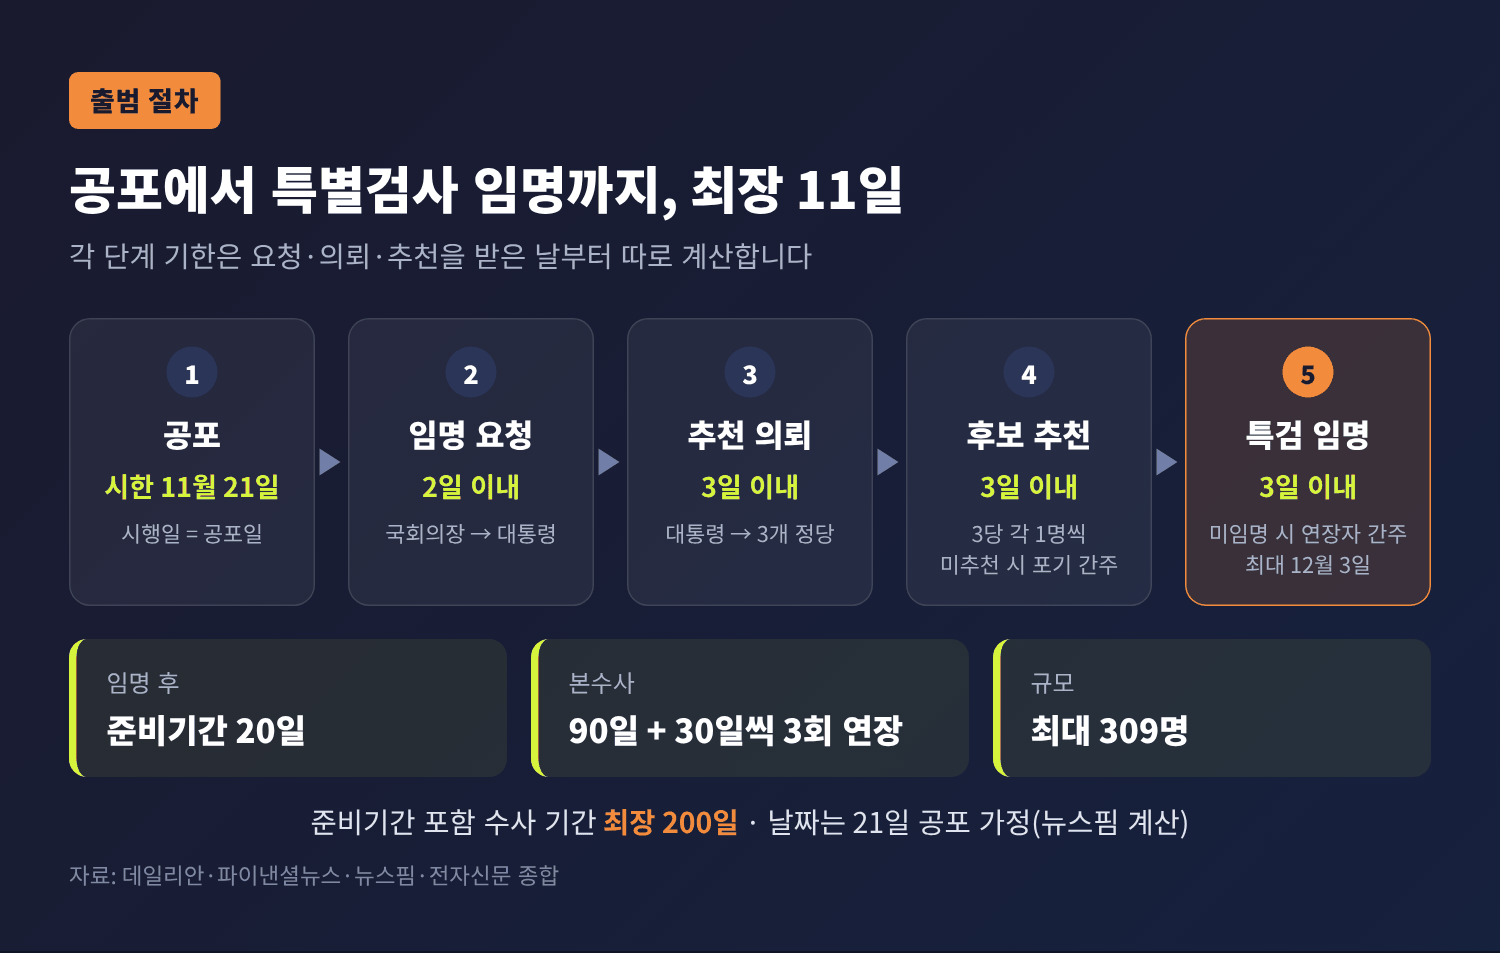 출범 절차
공포에서 특별검사 임명까지, 최장 11일
각 단계 기한은 요청·의뢰·추천을 받은 날부터 따로 계산합니다
1
공포
시한 11월 21일
시행일 = 공포일
2
임명 요청
2일 이내
국회의장 → 대통령
3
추천 의뢰
3일 이내
대통령 → 3개 정당
4
후보 추천
3일 이내
3당 각 1명씩
미추천 시 포기 간주
5
특검 임명
3일 이내
미임명 시 연장자 간주
최대 12월 3일
임명 후
준비기간 20일
본수사
90일 + 30일씩 3회 연장
규모
최대 309명
준비기간 포함 수사 기간 최장 200일 · 날짜는 21일 공포 가정(뉴스핌 계산)
자료: 데일리안·파이낸셜뉴스·뉴스핌·전자신문 종합